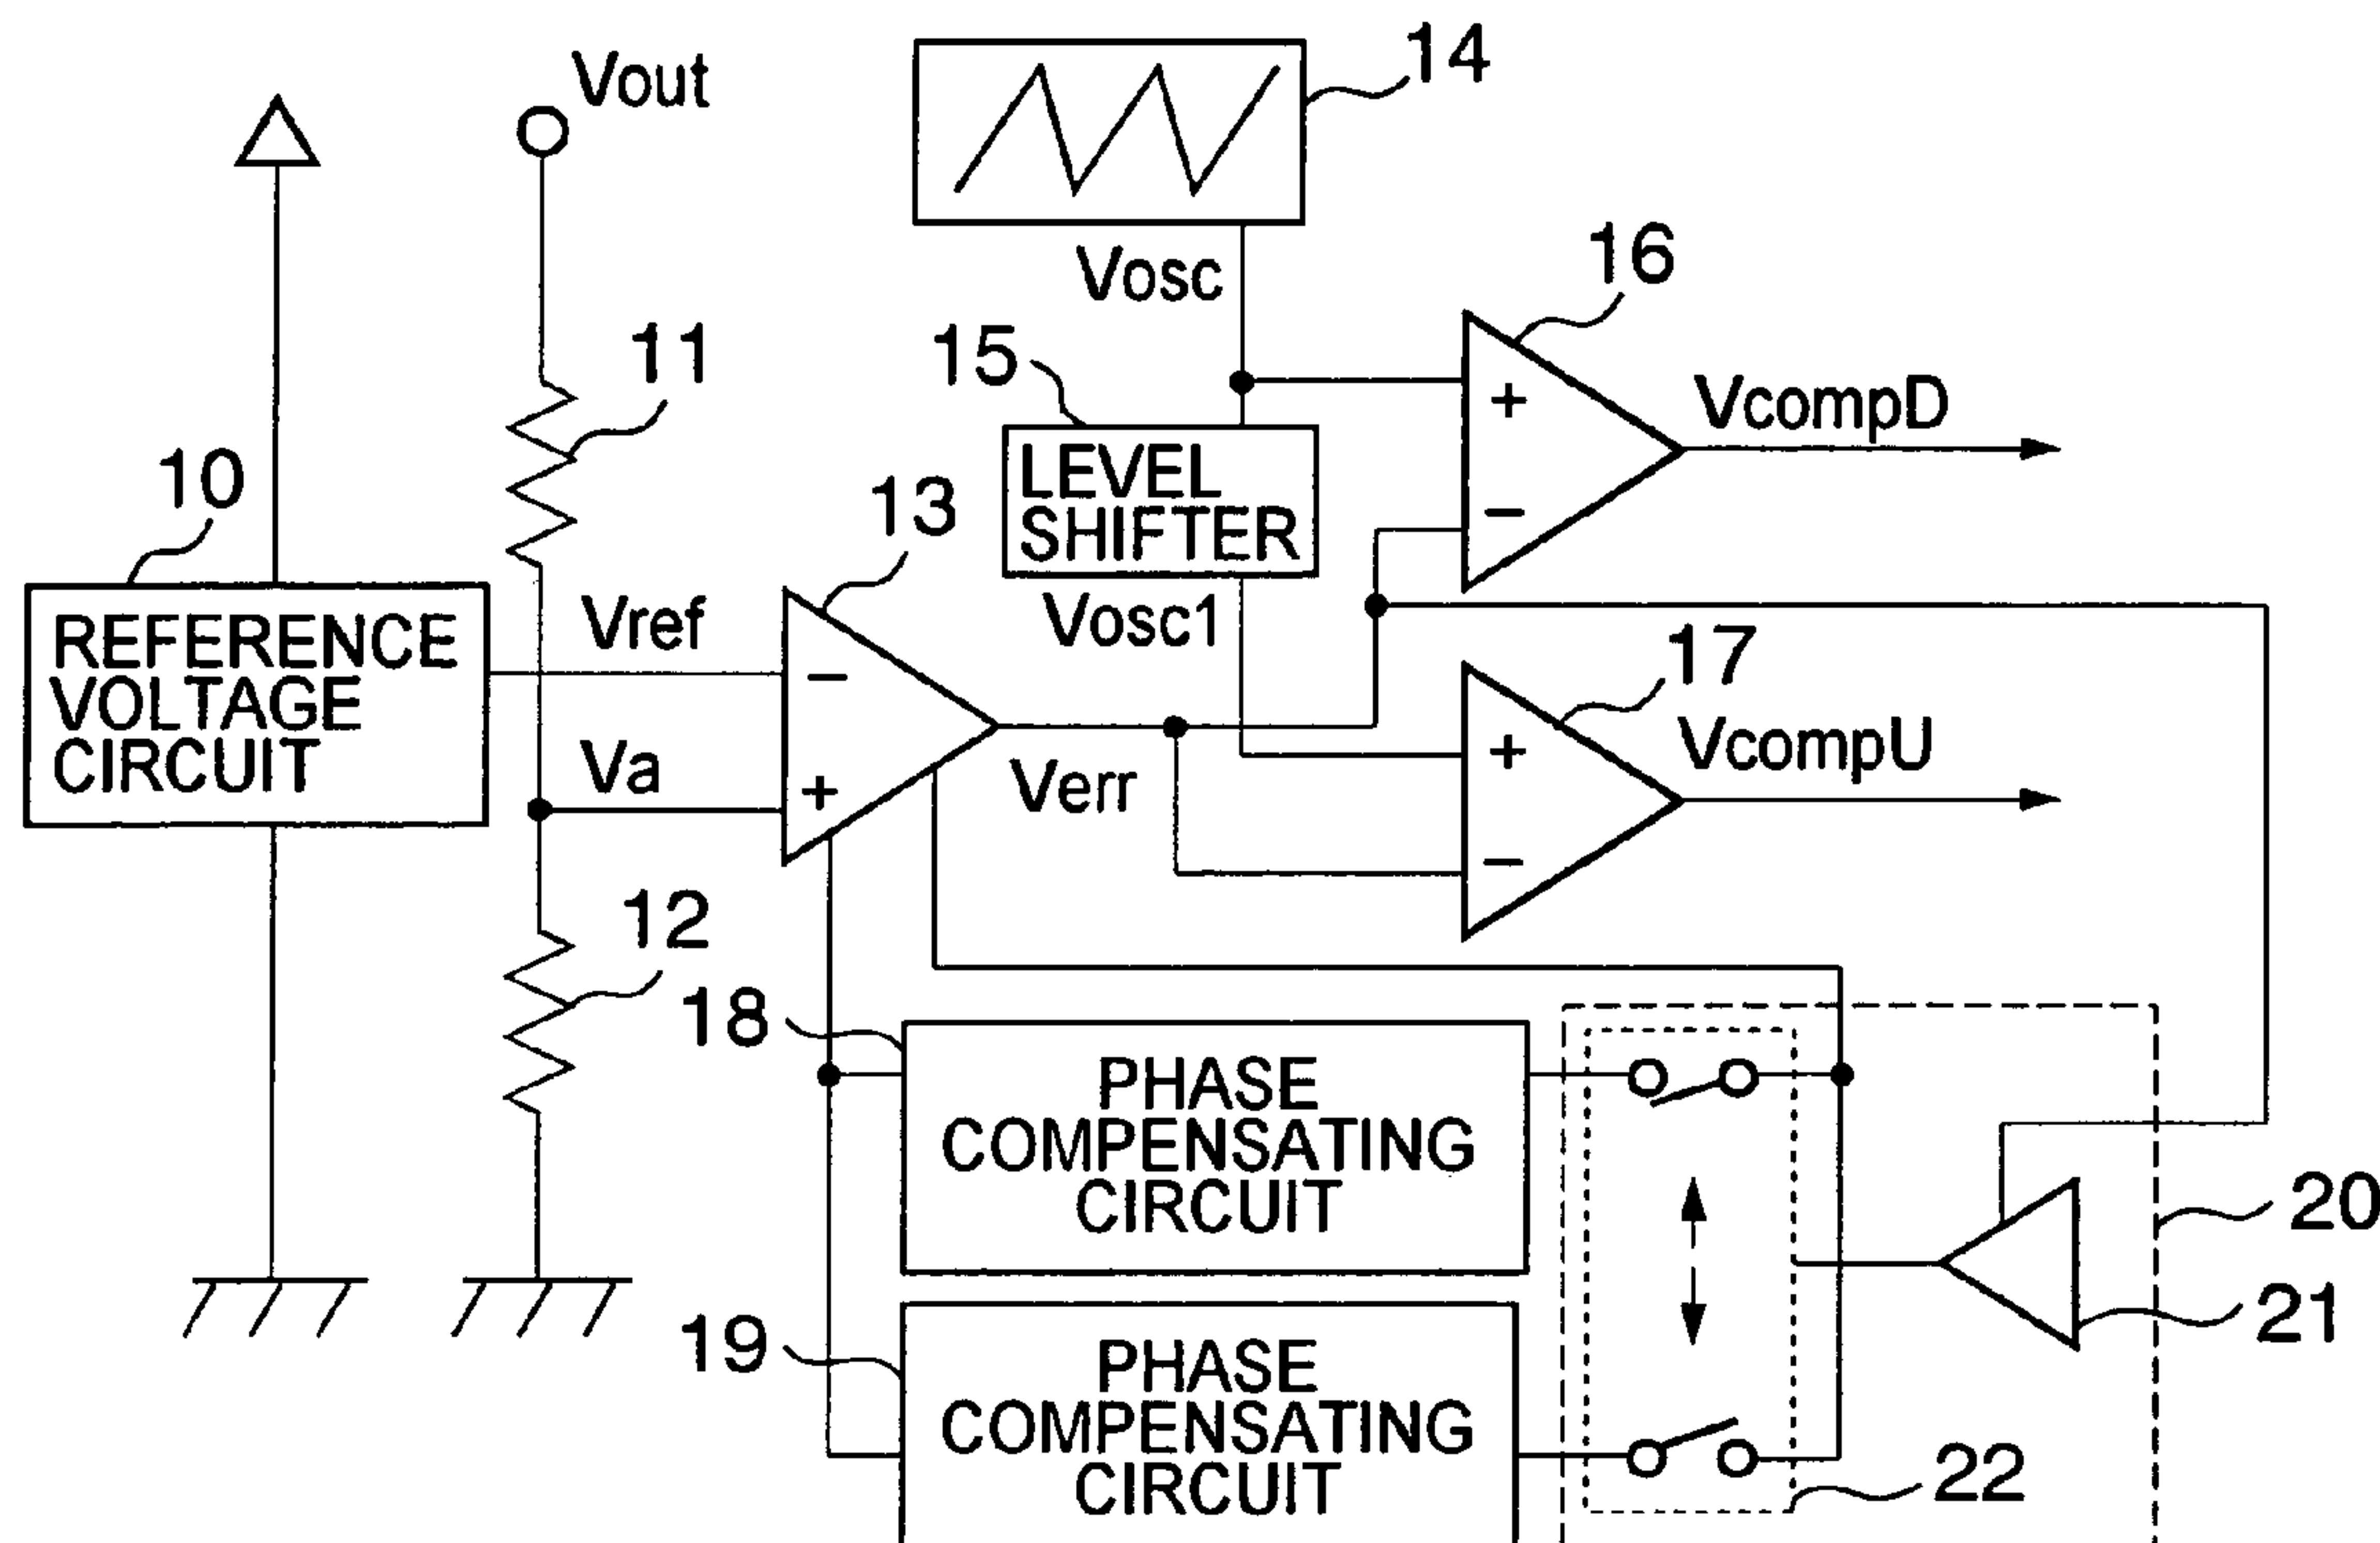 Vout
14
Vosc
16
15
11
VcompD
10
LEVEL
SHIFTER
+
−
13
Vref
Vosc1
17
REFERENCE
VOLTAGE
CIRCUIT
−
Va
+
Verr
+
VcompU
−
12
18
PHASE
COMPENSATING
CIRCUIT
20
21
19
PHASE
COMPENSATING
CIRCUIT
22